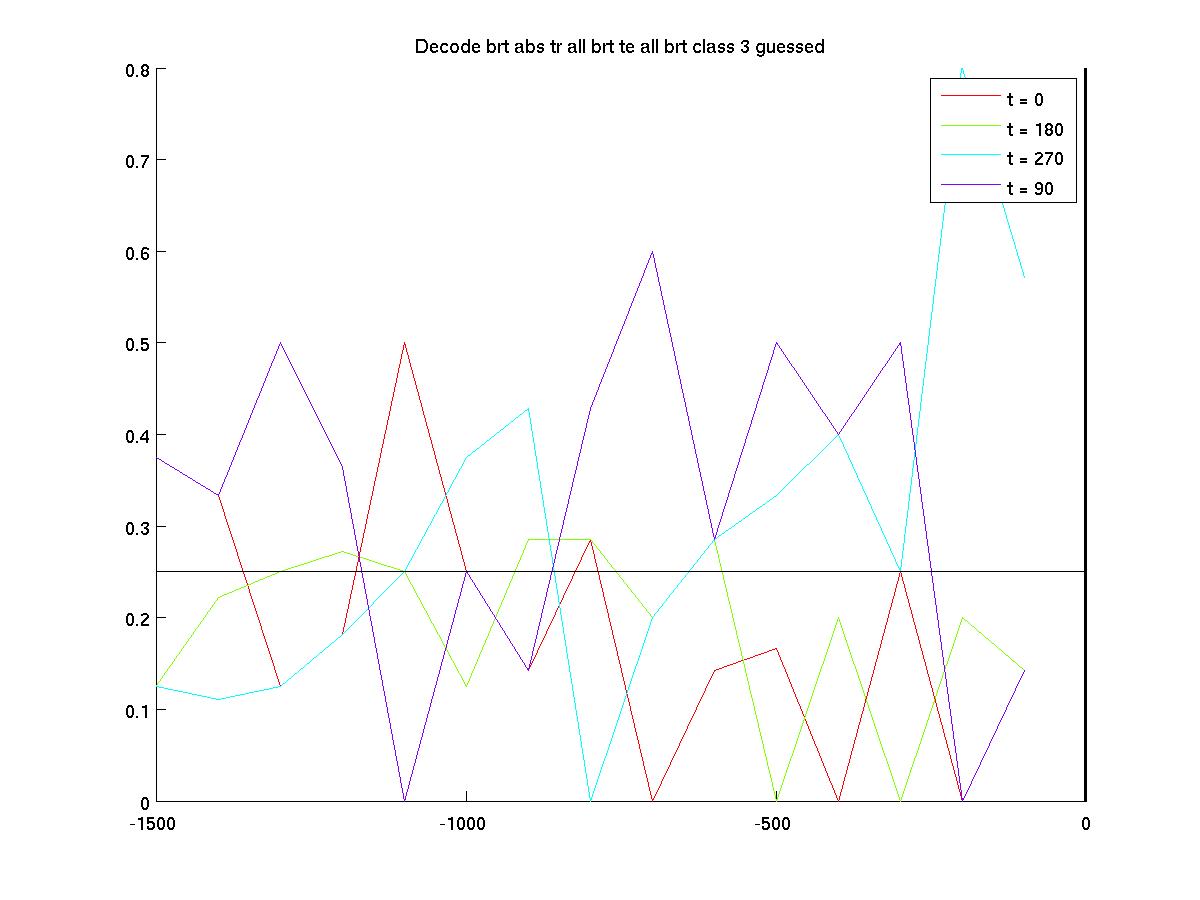 Decode brt abs tr all brt te all brt class 3 guessed
0.8
0.7
0.6
0.5
0.4
0.3
0.2
0.1
0
-1500
-1000
-500
0
t = 0
t = 180
t = 270
t = 90